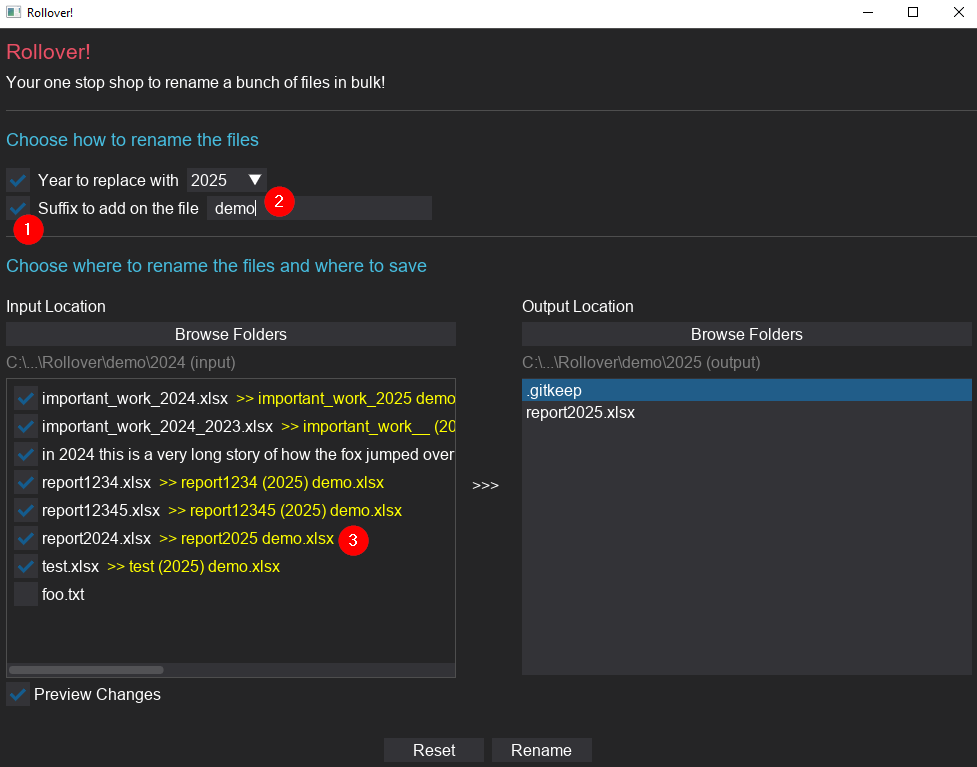 Rollover!
Rollover!
Your one stop shop to rename a bunch of files in bulk!
Choose how to rename the files
Year to replace with 2025
Suffix to add on the file demo 2
1
Choose where to rename the files and where to save
Input Location
Browse Folders
C:\...\Rollover\demo\2024 (input)
important_work_2024.xlsx >> important_work_2025 demo
important_work_2024_2023.xlsx >> important_work__ (20
in 2024 this is a very long story of how the fox jumped over
report1234.xlsx >> report1234 (2025) demo.xlsx
report12345.xlsx >> report12345 (2025) demo.xlsx
report2024.xlsx >> report2025 demo.xlsx 3
test.xlsx >> test (2025) demo.xlsx
foo.txt
Preview Changes
>>>
Output Location
Browse Folders
C:\...\Rollover\demo\2025 (output)
.gitkeep
report2025.xlsx
Reset Rename